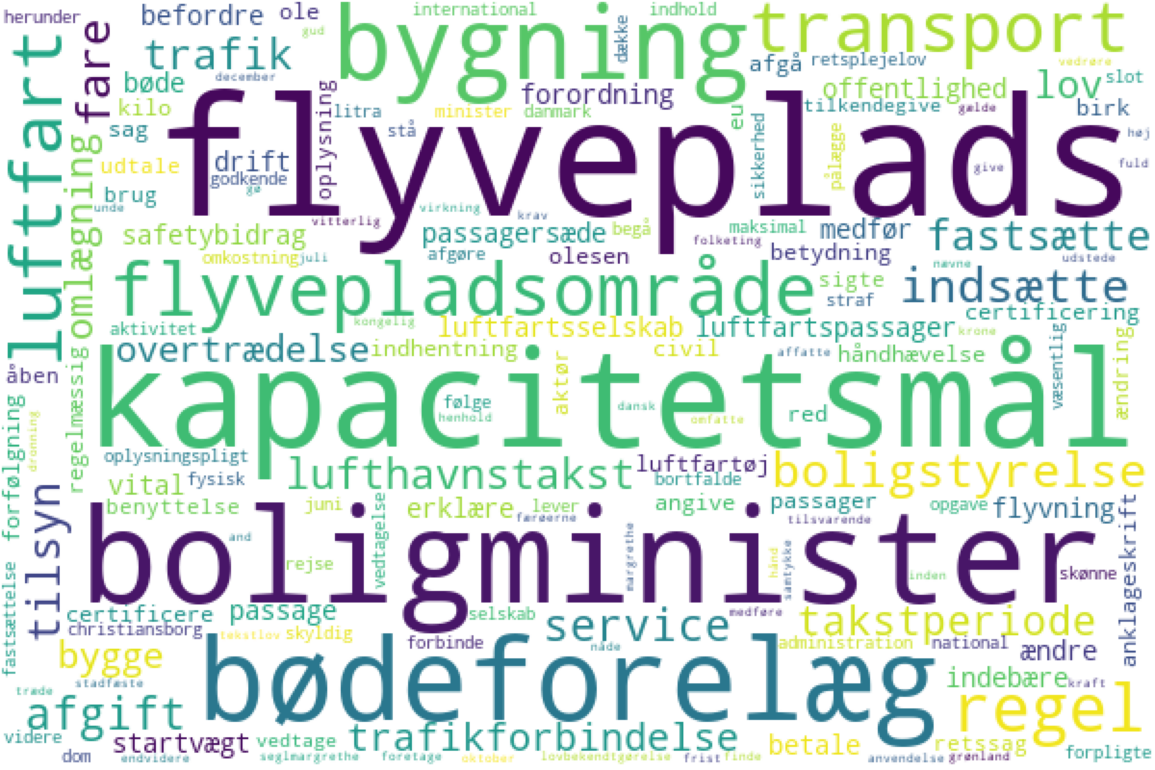 herunder
befordre
ole
gud
international
indhold
dække
bygning
transport
vedrøre
luftfart
fare
trafik
december
afgå
retsplejelov
bøde
offentlighed
lov
slot
kilo
oplysning
litra
forordning
minister
danmark
eu
tilkendegive
gælde
birk
høj
sag
stå
flyveplads
sikkerhed
pålægge
udtale
drift
godkende
gø
give
fuld
brug
unde
vitterlig
virkning
krav
omlægning
safetybidrag
passagersæde
begå
maksimal
medfør
fastsætte
folketing
betydning
omkostning
juli
afgøre
olesen
nævne
udstede
flyvepladsområde
sigte
indsætte
straf
certificering
aktivitet
kongelig
luftfartsselskab
luftfartspassager
krone
overtrædelse
indhentning
civil
affatte
håndhævelse
åben
regelmæssig
aktør
væsentlig
ændring
kapacitetsmål
følge
henhold
dansk
omfatte
red
forfølgning
dronning
oplysningspligt
fysisk
lufthavnstakst
luftfartøj
bortfalde
boligstyrelse
vital
benyttelse
juni
vedtagelse
erklære
lever
færøerne
angive
passager
tilsvarende
opgave
flyvning
tilsyn
boligminister
and
rejse
margrethe
hånd
samtykke
inden
skønne
anklageskrift
fastsættelse
certificere
passage
selskab
medføre
takstperiode
christiansborg
tekstlov
skyldig
forbinde
service
nåde
administration
national
ændre
bygge
stadfæste
bødeforelæg
indebære
kraft
træde
afgift
regel
videre
startvægt
vedtage
trafikforbindelse
betale
retssag
forpligte
dom
endvidere
seglmargrethe
foretage
oktober
lovbekendtgørelse
frist
finde
anvendelse
grønland